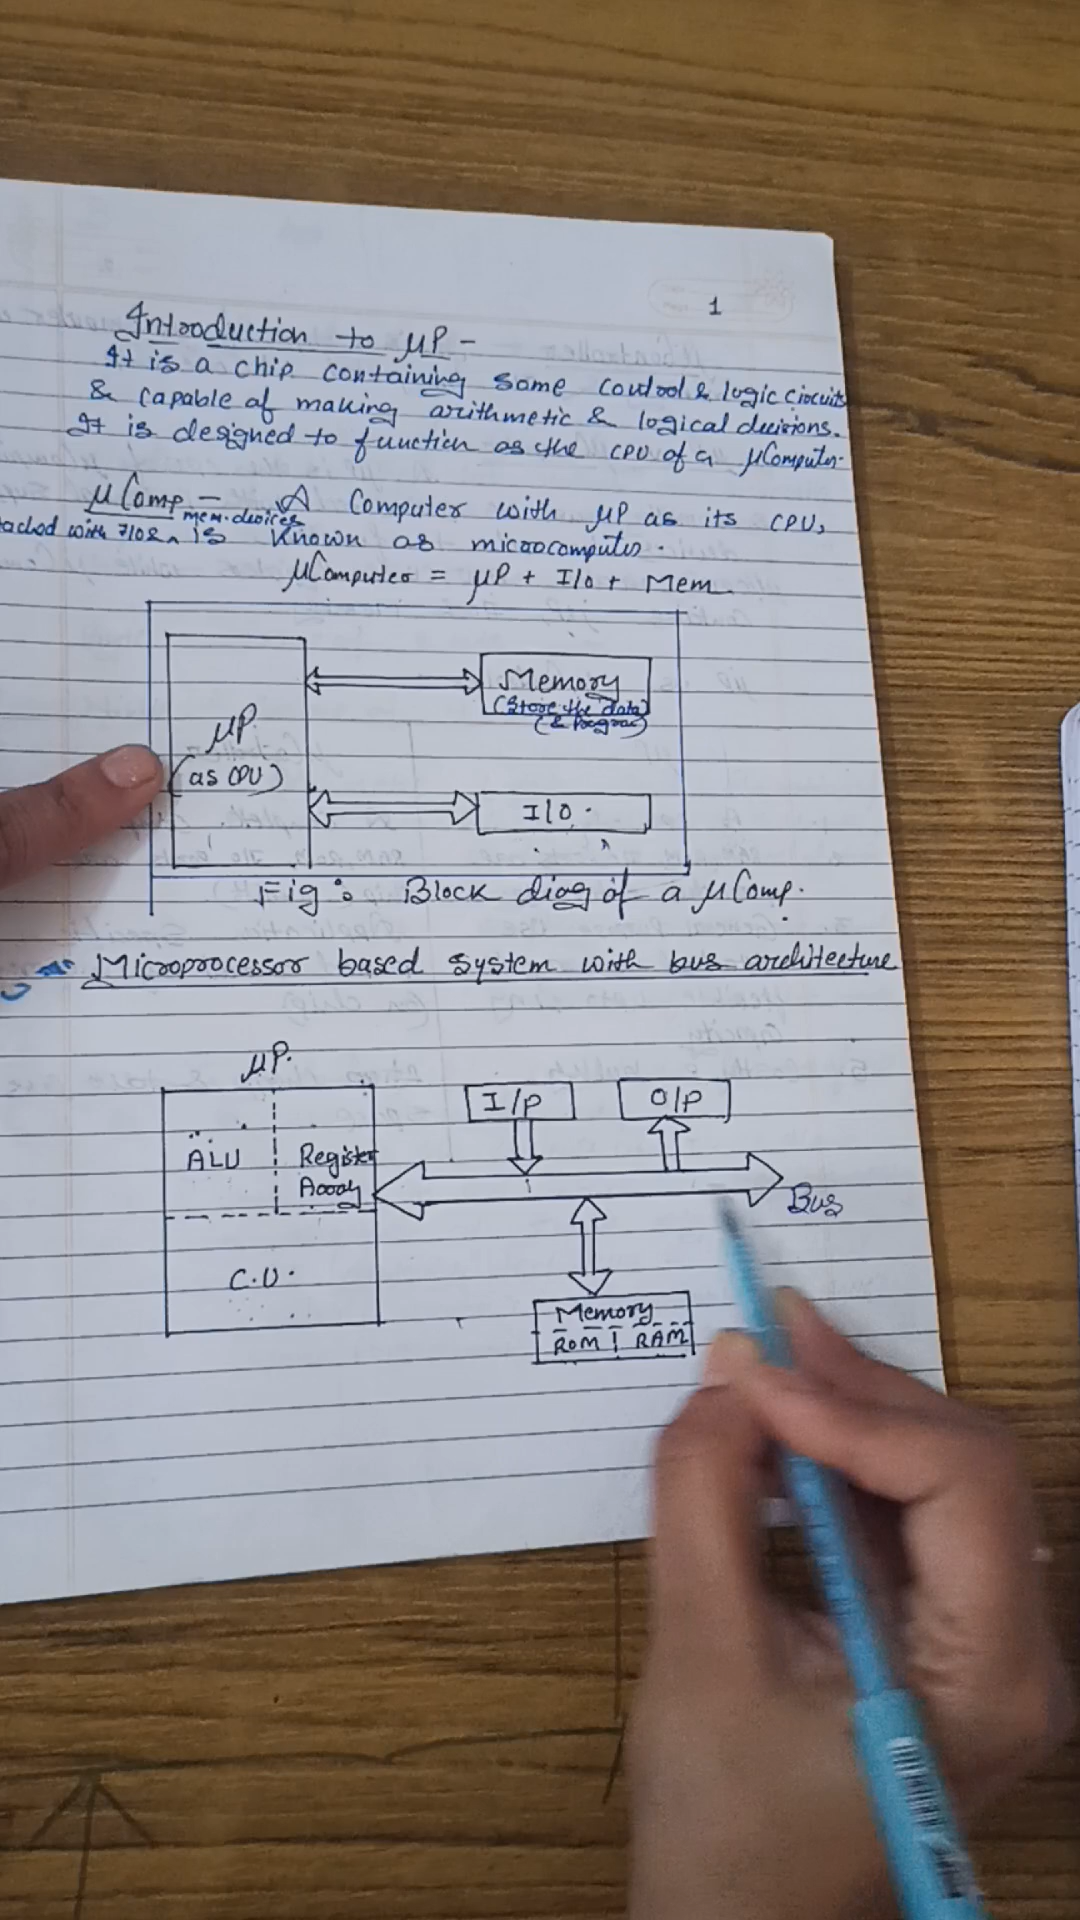 1
Introduction to μP -
It is a chip containing some control & logic circuits
& capable of making arithmetic & logical decisions.
It is designed to function as the CPU of a μComputer.
μComp - A Computer with μP as its CPU,
mem. devices
tached with I/O & ^ is known as microcomputer.
μComputer = μP + I/O + Mem
Memory
(Store the data
& Program)
μP
(as CPU)
I/O
Fig: Block diag of a μComp.
Microprocessor based system with bus architecture
μP.
I/P
O/P
ALU
Register
Array
Bus
C.U.
Memory
ROM
RAM